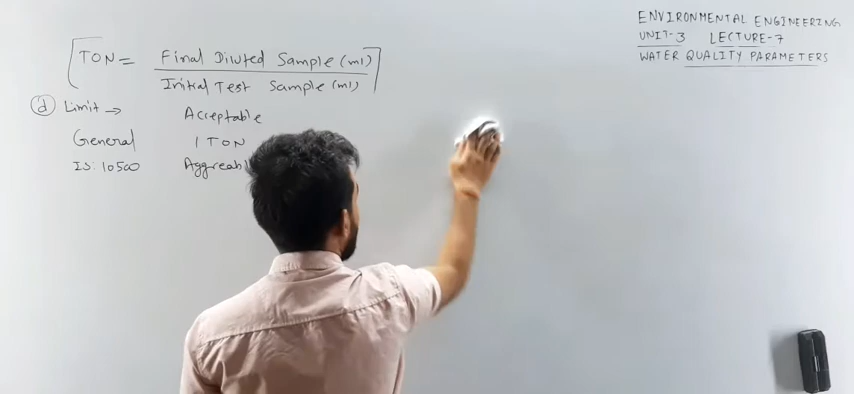 ENVIRONMENTAL ENGINEERING
UNIT-3 LECTURE-7
WATER QUALITY PARAMETERS
TON = Final Diluted Sample (ml)
Initial Test Sample (ml)
(d) Limit → Acceptable
General 1 TON
IS: 10500